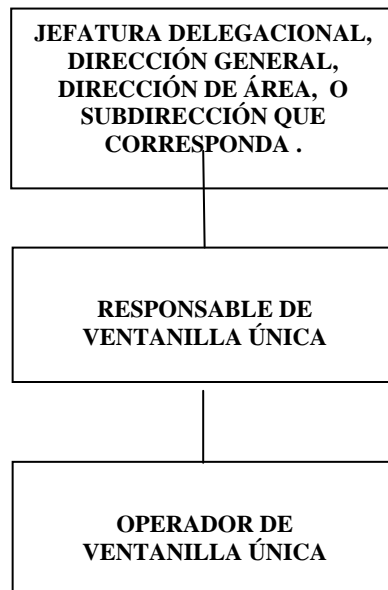 JEFATURA DELEGACIONAL,
DIRECCIÓN GENERAL,
DIRECCIÓN DE ÁREA, O
SUBDIRECCIÓN QUE
CORRESPONDA .
RESPONSABLE DE
VENTANILLA ÚNICA
OPERADOR DE
VENTANILLA ÚNICA